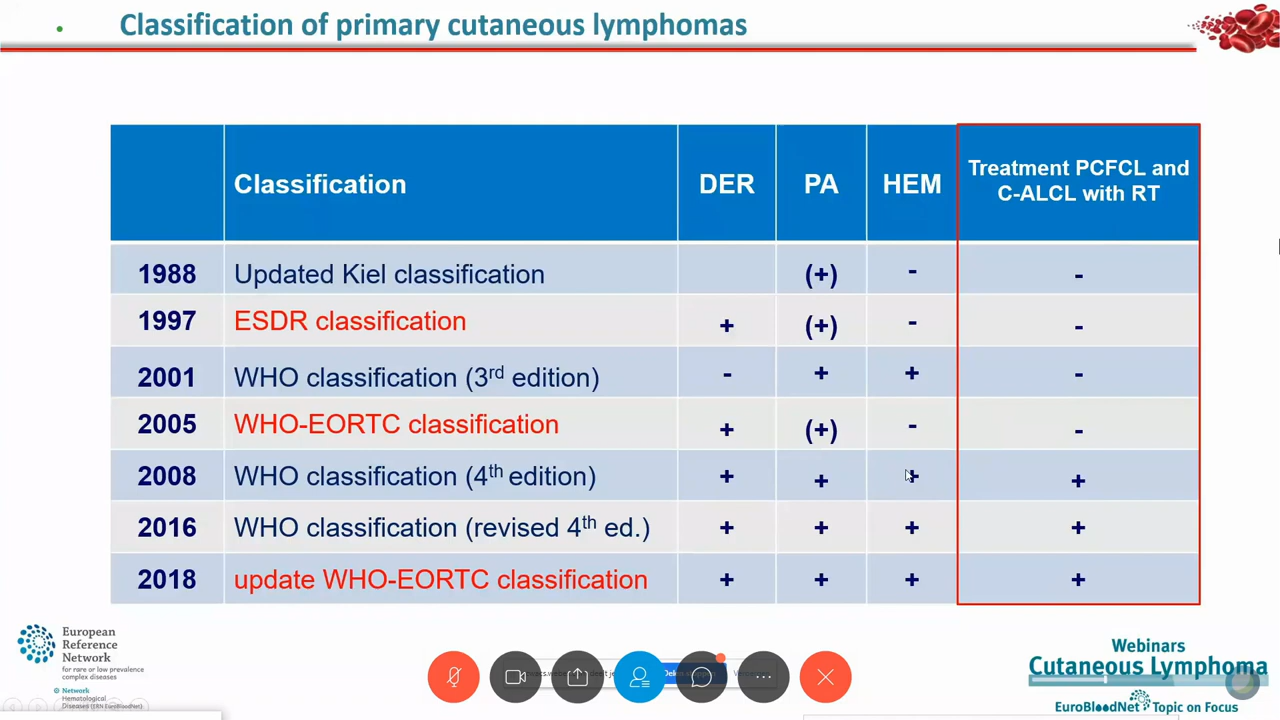 Classification of primary cutaneous lymphomas
Classification DER PA HEM Treatment PCFCL and
C-ALCL with RT
1988 Updated Kiel classification (+) - -
1997 ESDR classification + (+) - -
2001 WHO classification (3rd edition) - + + -
2005 WHO-EORTC classification + (+) - -
2008 WHO classification (4th edition) + + + +
2016 WHO classification (revised 4th ed.) + + + +
2018 update WHO-EORTC classification + + + +
European
Reference
Network
for rare or low prevalence
complex diseases
Network
Hematological
Diseases (ERN EuroBloodNet)
Webinars
Cutaneous Lymphoma
EuroBloodNet Topic on Focus